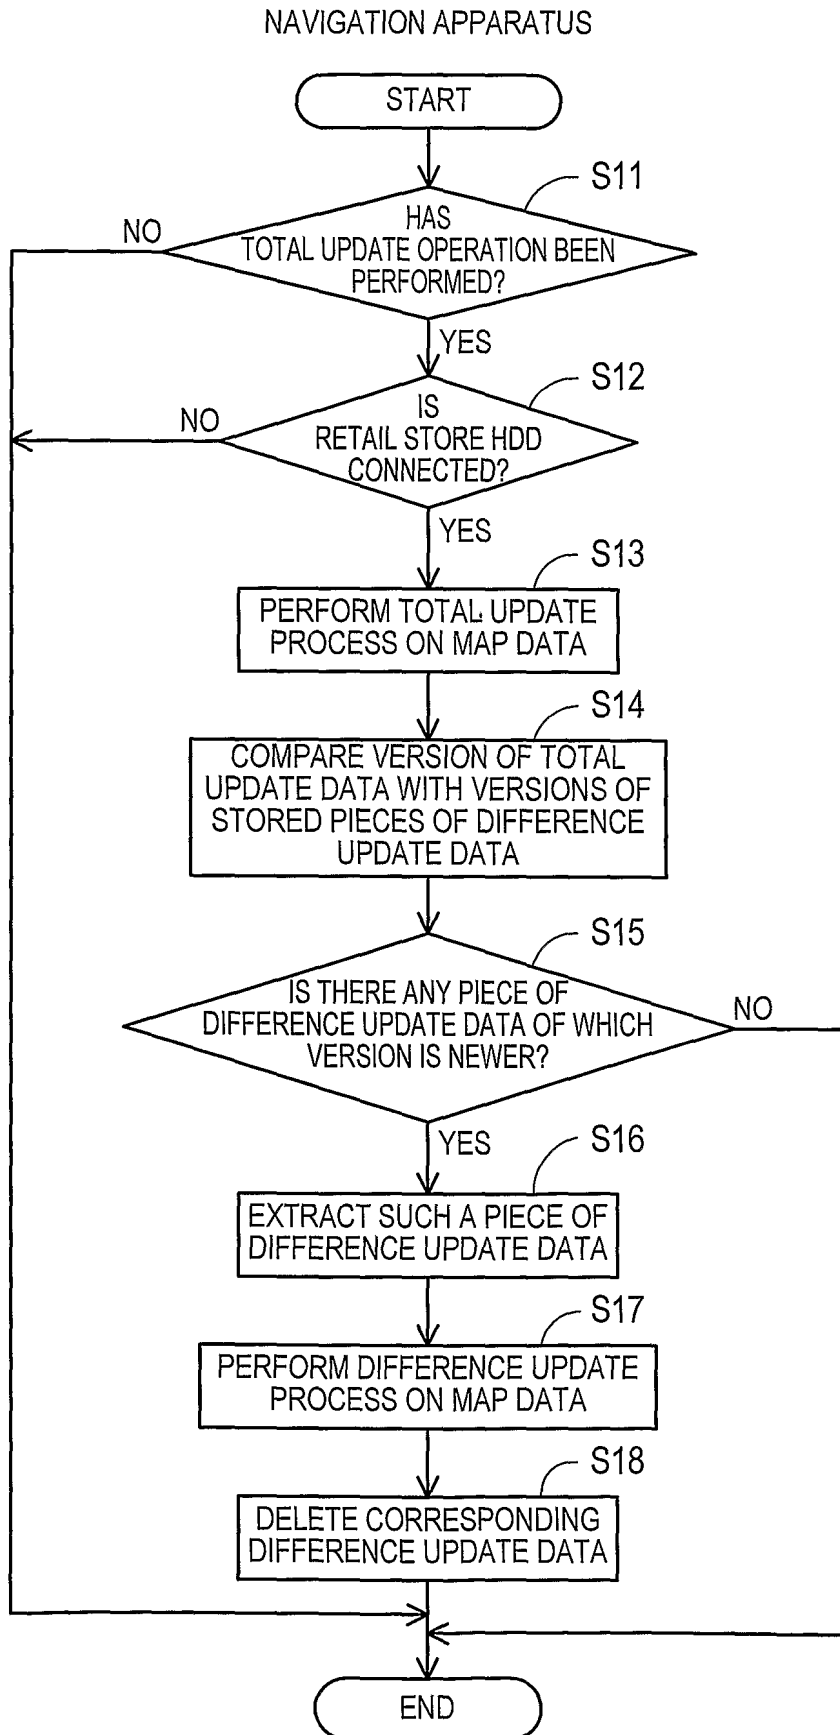 NAVIGATION APPARATUS
START
S11
HAS
TOTAL UPDATE OPERATION BEEN
PERFORMED?
NO
YES
S12
IS
RETAIL STORE HDD
CONNECTED?
NO
YES
S13
PERFORM TOTAL UPDATE
PROCESS ON MAP DATA
S14
COMPARE VERSION OF TOTAL
UPDATE DATA WITH VERSIONS OF
STORED PIECES OF DIFFERENCE
UPDATE DATA
S15
IS THERE ANY PIECE OF
DIFFERENCE UPDATE DATA OF WHICH
VERSION IS NEWER?
NO
YES
S16
EXTRACT SUCH A PIECE OF
DIFFERENCE UPDATE DATA
S17
PERFORM DIFFERENCE UPDATE
PROCESS ON MAP DATA
S18
DELETE CORRESPONDING
DIFFERENCE UPDATE DATA
END